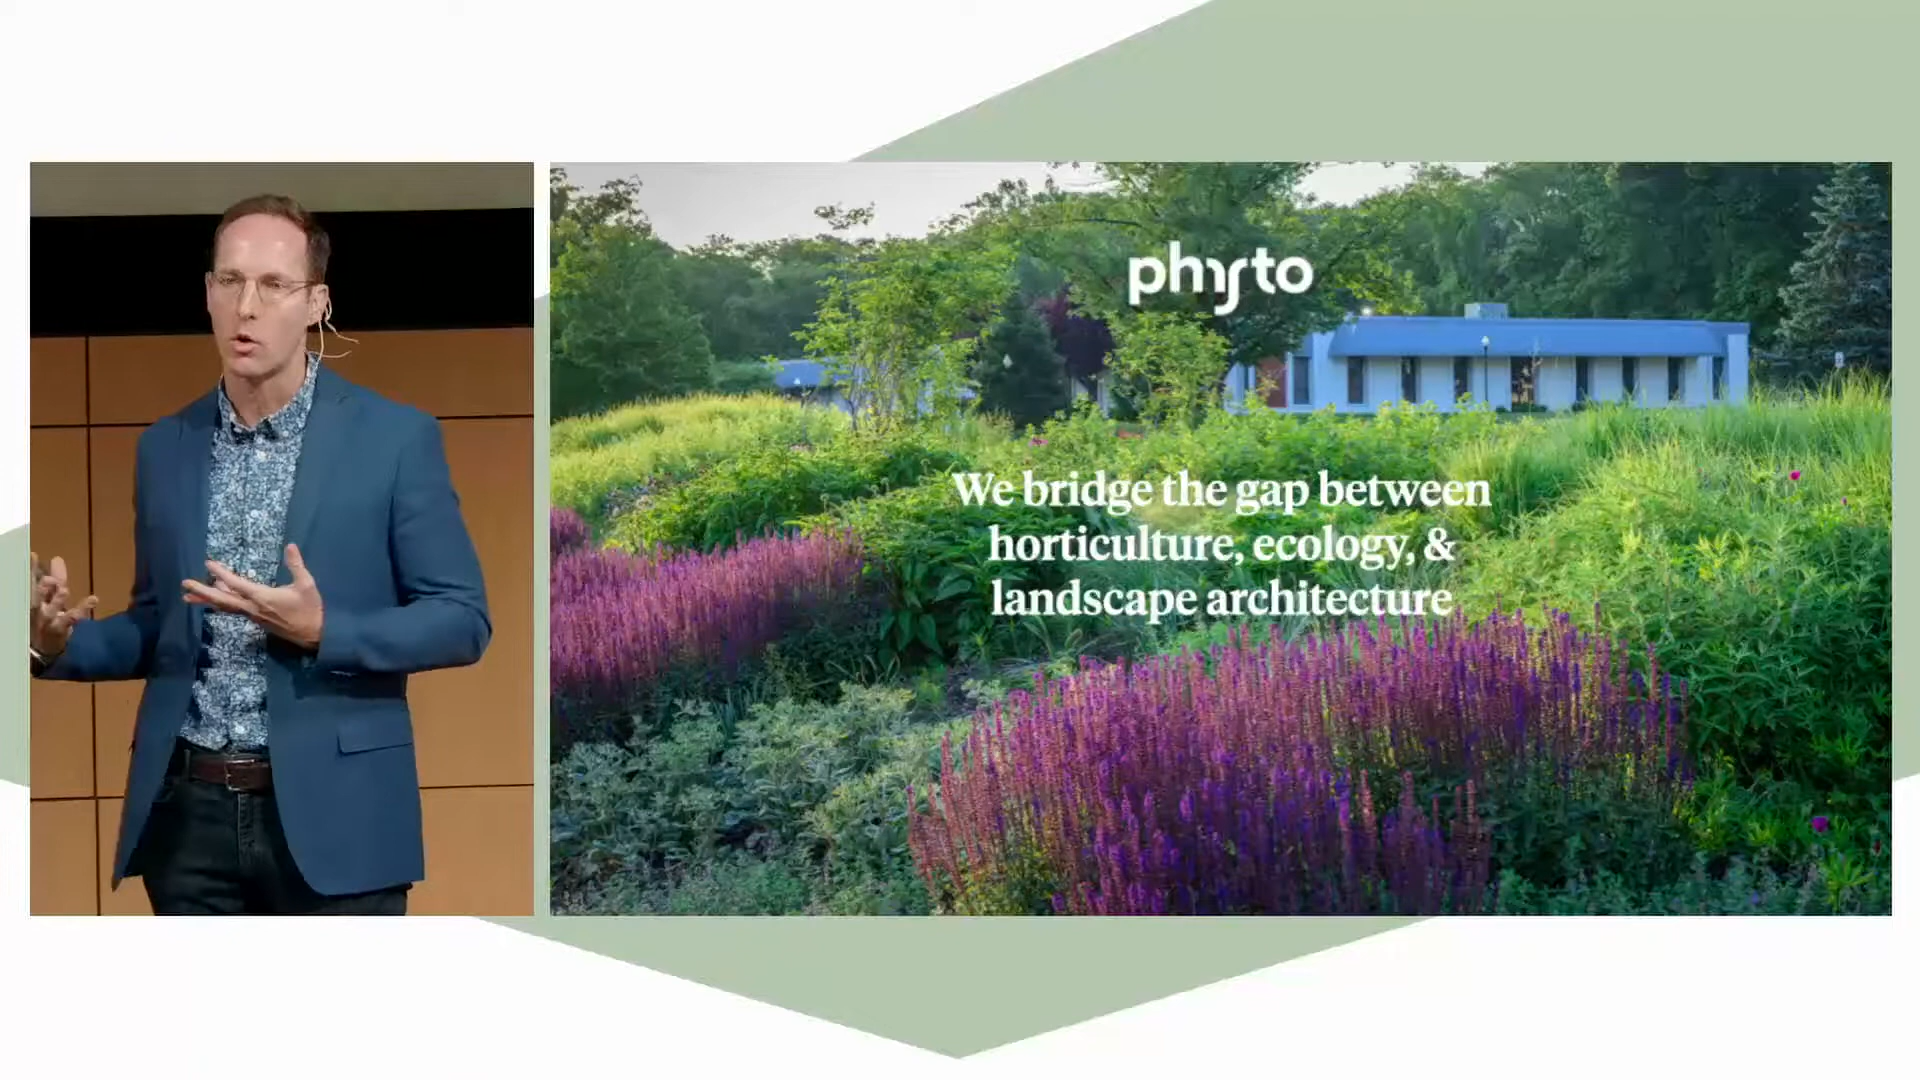 phyto
We bridge the gap between
horticulture, ecology, &
landscape architecture